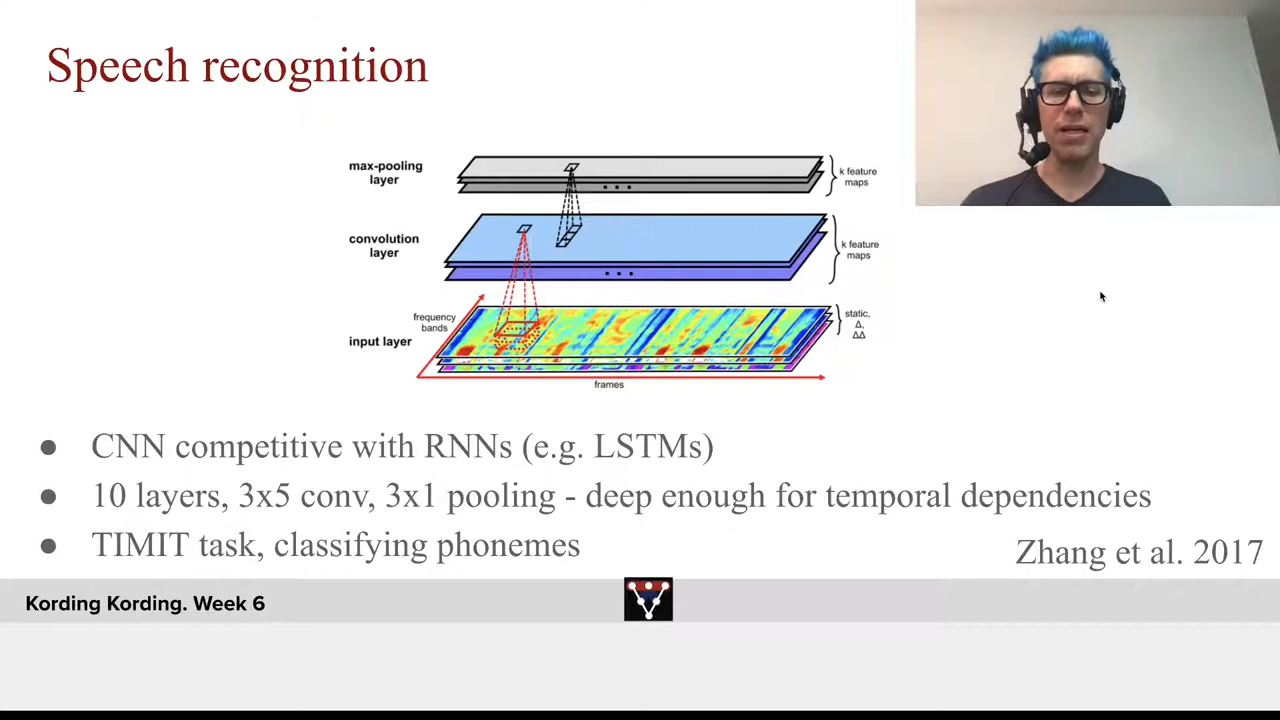 Speech recognition
max-pooling
layer
k feature
maps
convolution
layer
k feature
maps
frequency
bands
input layer
static,
Δ,
ΔΔ
frames
● CNN competitive with RNNs (e.g. LSTMs)
● 10 layers, 3x5 conv, 3x1 pooling - deep enough for temporal dependencies
● TIMIT task, classifying phonemes
Zhang et al. 2017
Kording Kording. Week 6